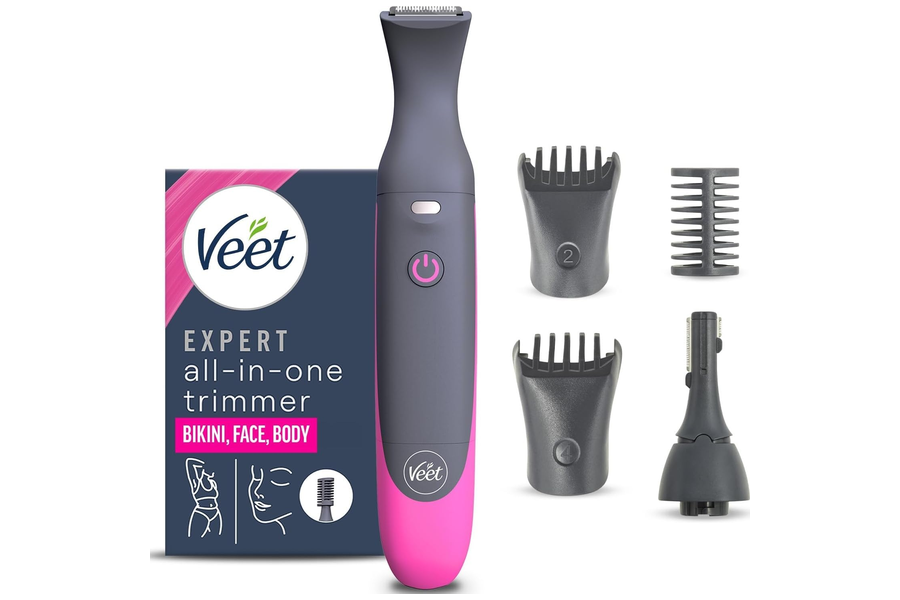 Veet
EXPERT
all-in-one
trimmer
BIKINI, FACE, BODY
Veet
2
4